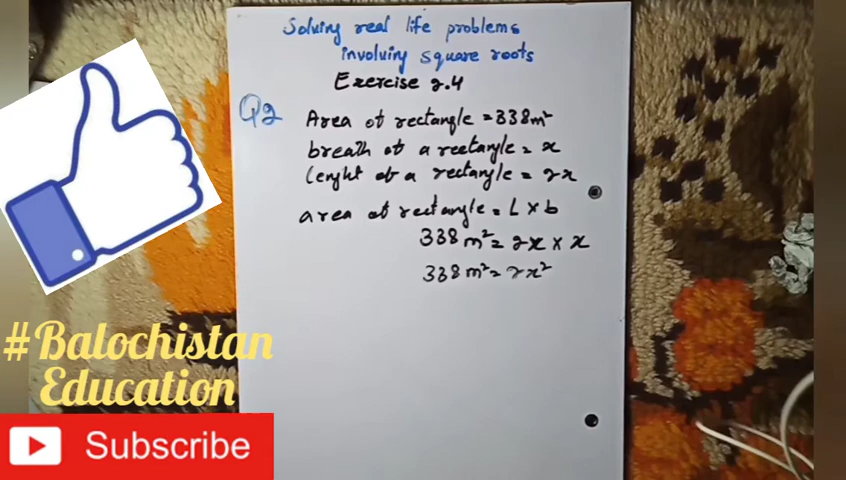 Solving real life problems
involving square roots
Exercise 2.4
Q2
Area of rectangle = 338m²
breath of a rectangle = x
lenght of a rectangle = 2x
area of rectangle = L × b
338 m² = 2x × x
338 m² = 2x²
#Balochistan
Education
Subscribe